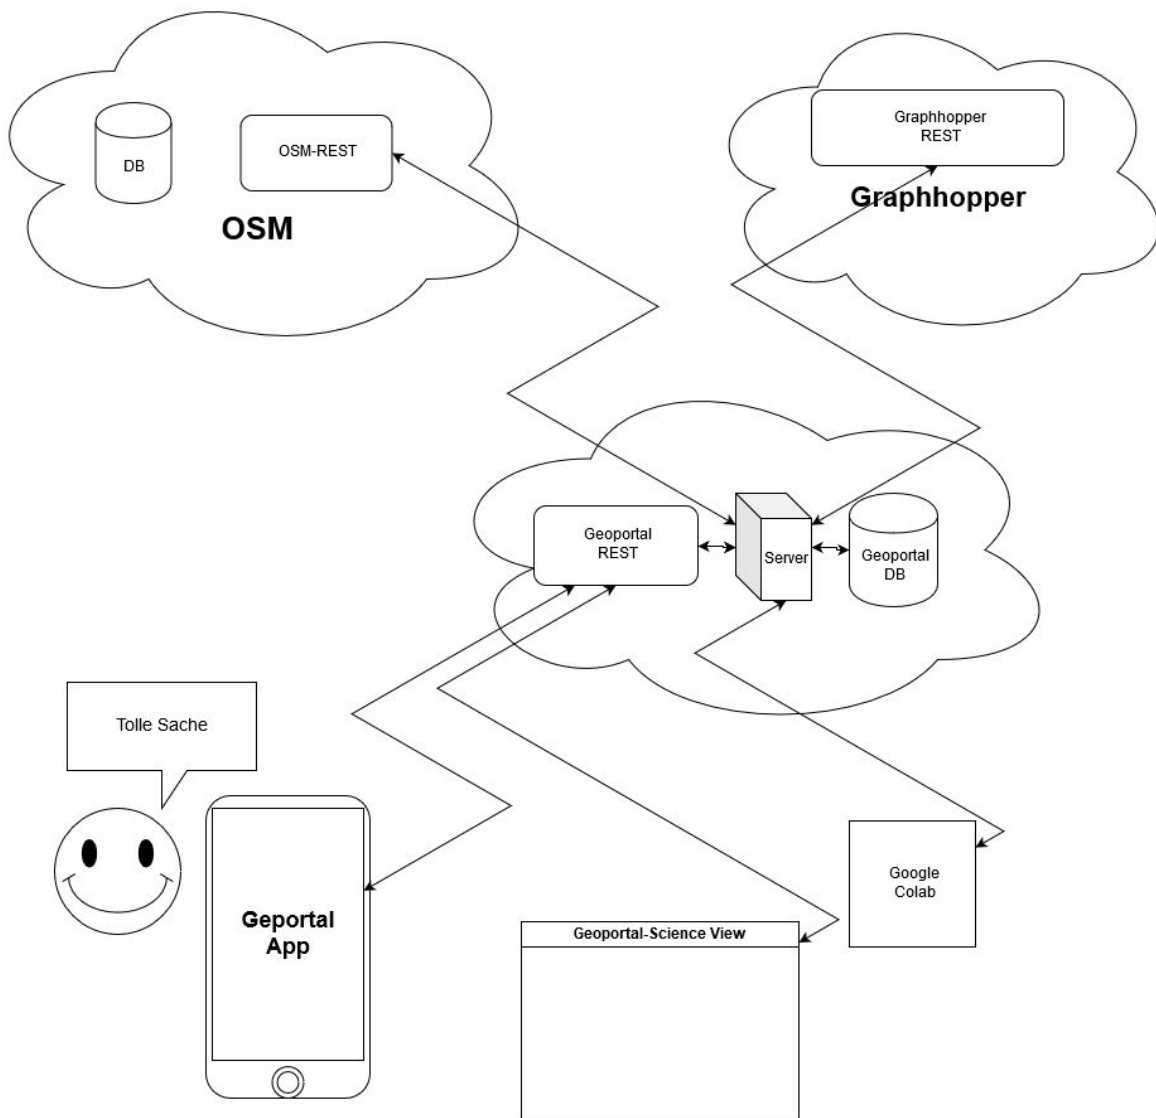 DB
OSM-REST
OSM
Graphhopper
REST
Graphhopper
Geoportal
REST
Server
Geoportal
DB
Tolle Sache
Geportal
App
Geoportal-Science View
Google
Colab